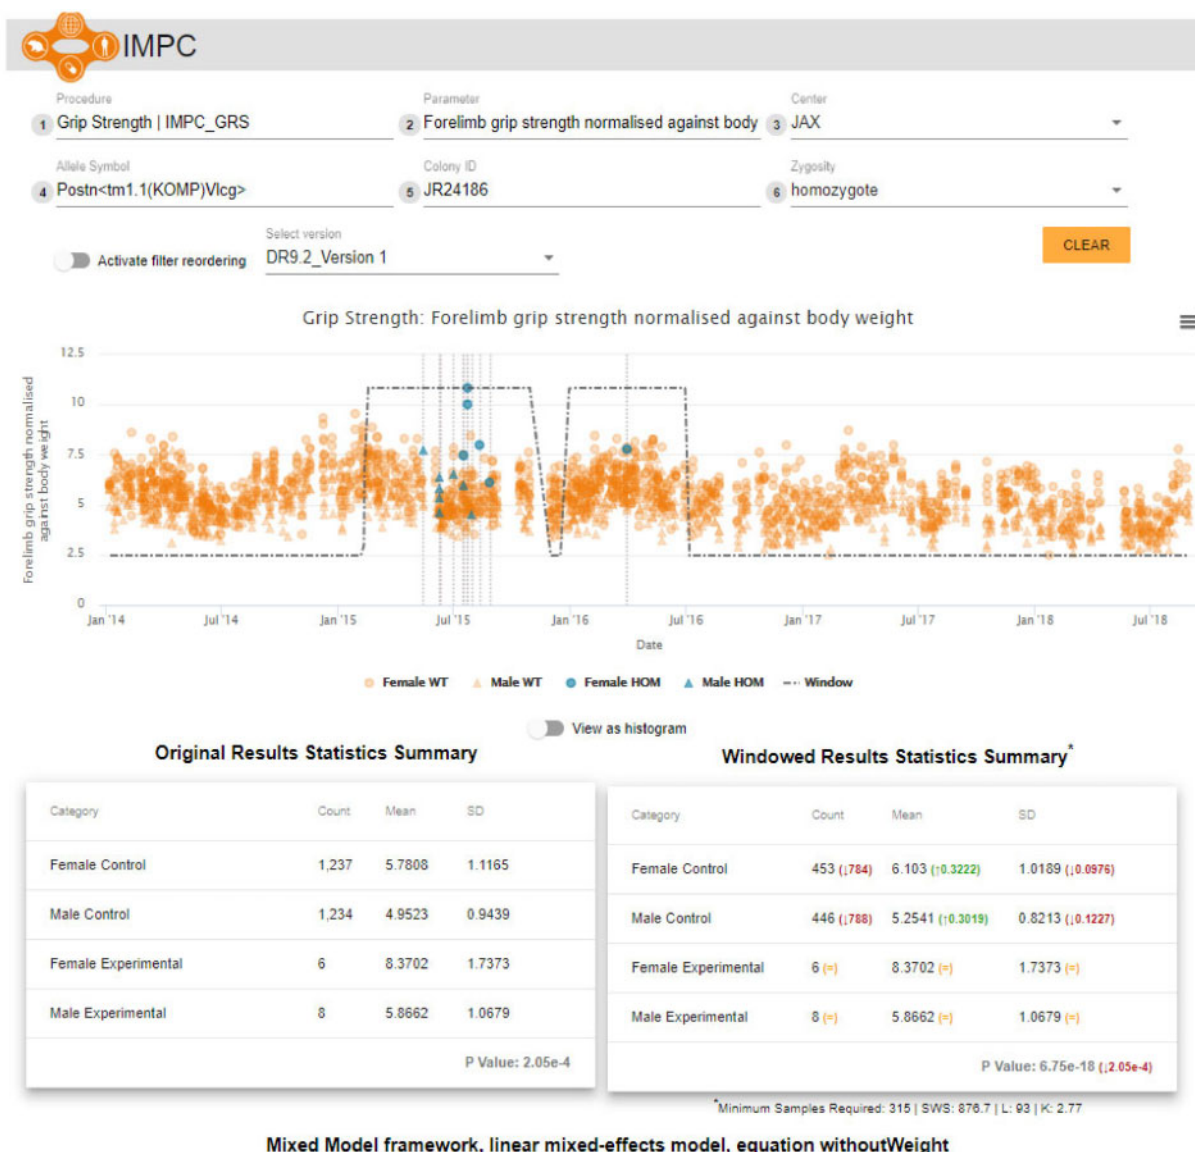 IMPC
Procedure Parameter Center
1 Grip Strength | IMPC_GRS 2 Forelimb grip strength normalised against body 3 JAX
Allele Symbol Colony ID Zygosity
4 Postn<tm1.1(KOMP)Vlcg> 5 JR24186 6 homozygote
Select version
Activate filter reordering DR9.2_Version 1 CLEAR
Grip Strength: Forelimb grip strength normalised against body weight
Forelimb grip strength normalised
against body weight
12.5
10
7.5
5
2.5
0
Jan '14 Jul '14 Jan '15 Jul '15 Jan '16 Jul '16 Jan '17 Jul '17 Jan '18 Jul '18
Date
Female WT Male WT Female HOM Male HOM Window
View as histogram
Original Results Statistics Summary
Category Count Mean SD
Female Control 1,237 5.7808 1.1165
Male Control 1,234 4.9523 0.9439
Female Experimental 6 8.3702 1.7373
Male Experimental 8 5.8662 1.0679
P Value: 2.05e-4
Windowed Results Statistics Summary*
Category Count Mean SD
Female Control 453 (↓784) 6.103 (↑0.3222) 1.0189 (↓0.0976)
Male Control 446 (↓788) 5.2541 (↑0.3019) 0.8213 (↓0.1227)
Female Experimental 6 (=) 8.3702 (=) 1.7373 (=)
Male Experimental 8 (=) 5.8662 (=) 1.0679 (=)
P Value: 6.75e-18 (↓2.05e-4)
*Minimum Samples Required: 315 | SWS: 876.7 | L: 93 | K: 2.77
Mixed Model framework, linear mixed-effects model, equation withoutWeight